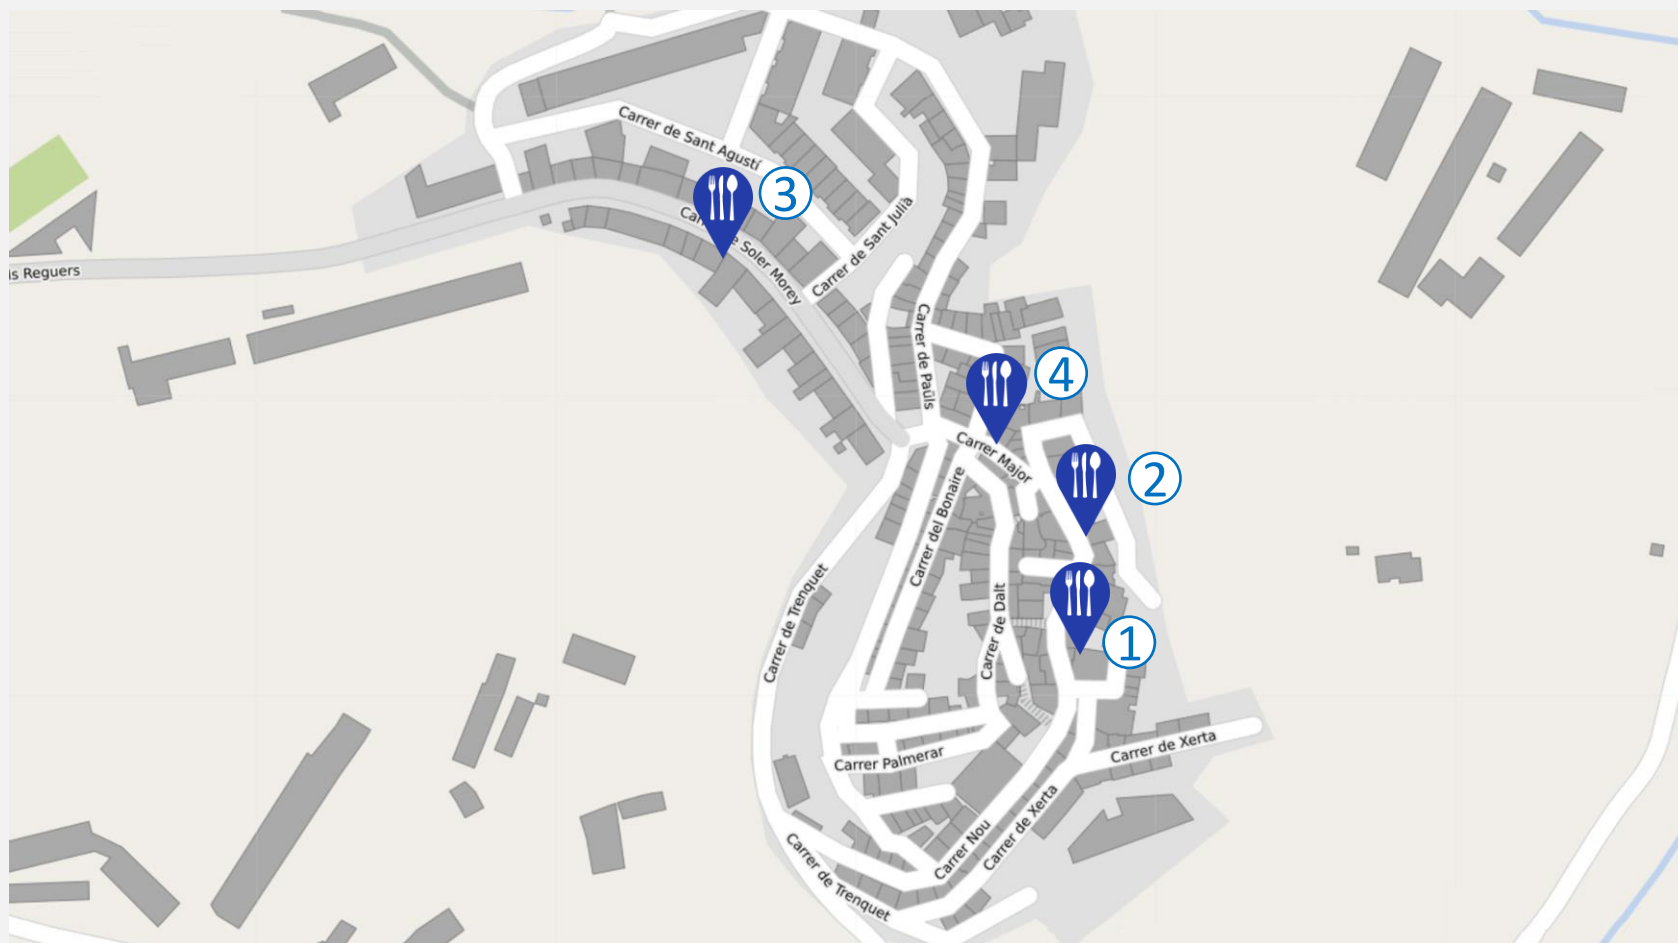 Carrer de Sant Agustí
3
Soler Morey
Carrer de Sant Julià
is Reguers
Carrer de Paüls
4
Carrer Major
2
Carrer del Bonaire
Carrer de Trenquet
Carrer de Dalt
1
Carrer de Xerta
Carrer Palmerar
Carrer Nou
Carrer de Xerta
Carrer de Trenquet